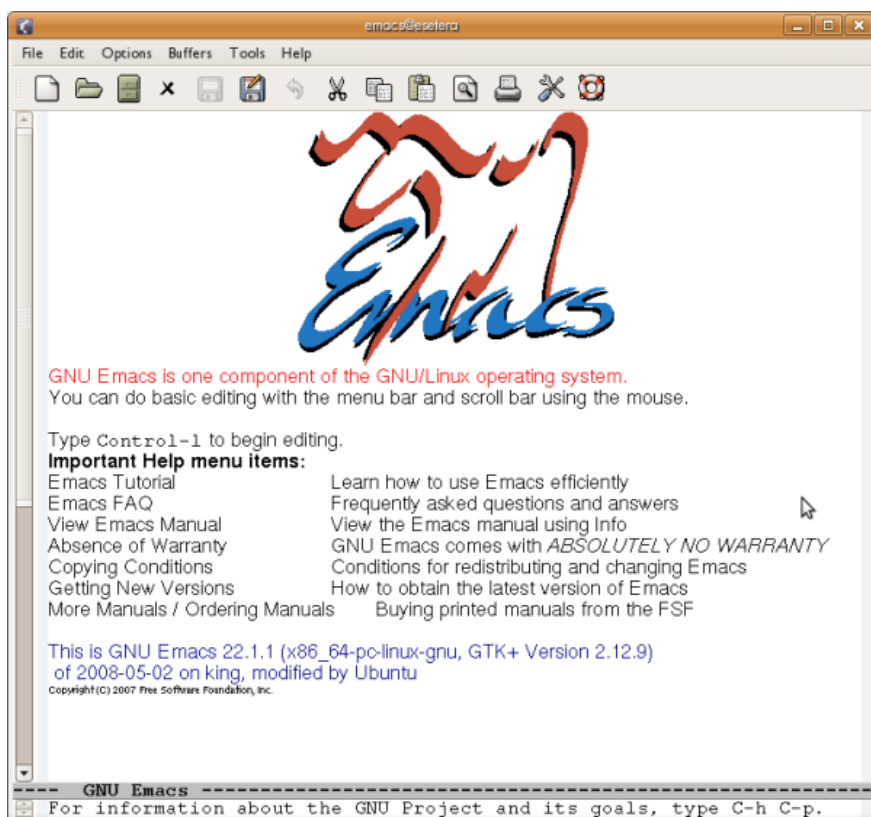 emacs@esetera
File Edit Options Buffers Tools Help
Emacs
GNU Emacs is one component of the GNU/Linux operating system.
You can do basic editing with the menu bar and scroll bar using the mouse.
Type Control-l to begin editing.
Important Help menu items:
Emacs Tutorial Learn how to use Emacs efficiently
Emacs FAQ Frequently asked questions and answers
View Emacs Manual View the Emacs manual using Info
Absence of Warranty GNU Emacs comes with ABSOLUTELY NO WARRANTY
Copying Conditions Conditions for redistributing and changing Emacs
Getting New Versions How to obtain the latest version of Emacs
More Manuals / Ordering Manuals Buying printed manuals from the FSF
This is GNU Emacs 22.1.1 (x86_64-pc-linux-gnu, GTK+ Version 2.12.9)
of 2008-05-02 on king, modified by Ubuntu
Copyright (C) 2007 Free Software Foundation, Inc.
---- GNU Emacs ----------------------------------------------------------------
For information about the GNU Project and its goals, type C-h C-p.